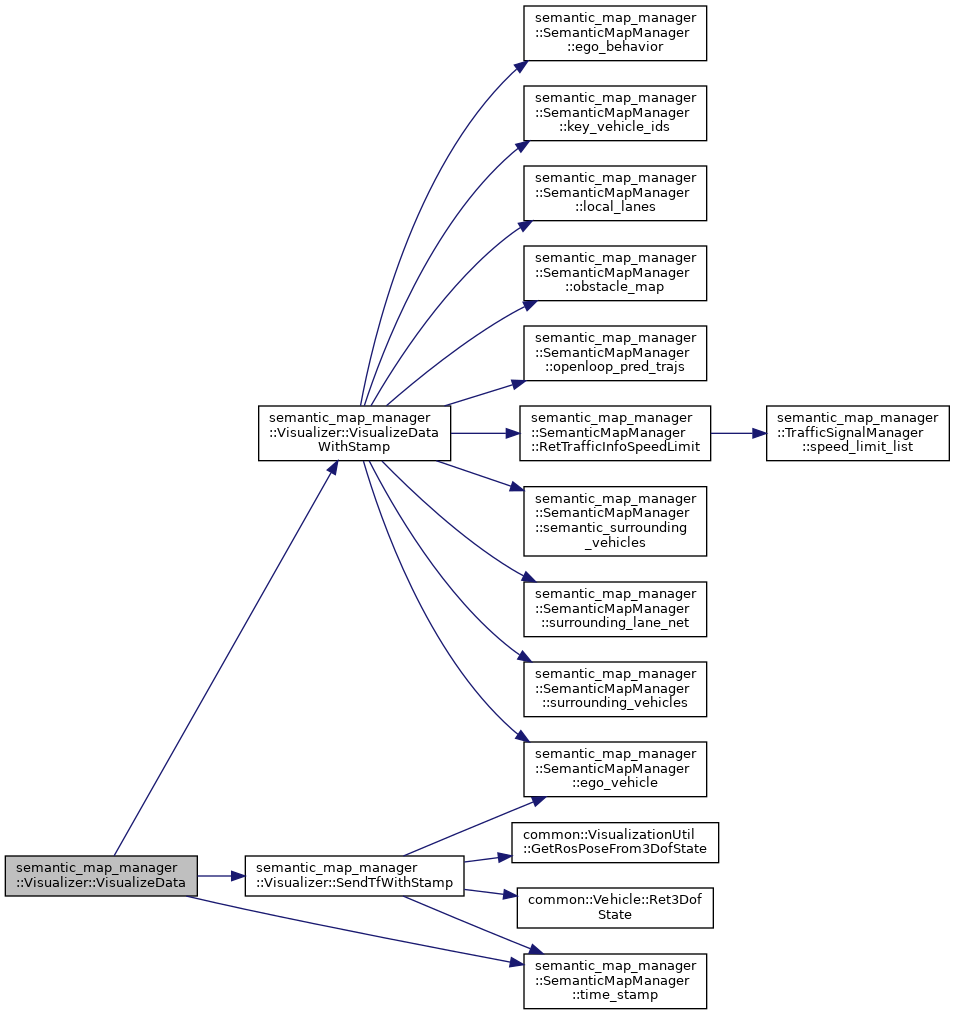 semantic_map_manager
::SemanticMapManager
::ego_behavior
semantic_map_manager
::SemanticMapManager
::key_vehicle_ids
semantic_map_manager
::SemanticMapManager
::local_lanes
semantic_map_manager
::SemanticMapManager
::obstacle_map
semantic_map_manager
::SemanticMapManager
::openloop_pred_trajs
semantic_map_manager
::Visualizer::VisualizeData
WithStamp
semantic_map_manager
::SemanticMapManager
::RetTrafficInfoSpeedLimit
semantic_map_manager
::TrafficSignalManager
::speed_limit_list
semantic_map_manager
::SemanticMapManager
::semantic_surrounding
_vehicles
semantic_map_manager
::SemanticMapManager
::surrounding_lane_net
semantic_map_manager
::SemanticMapManager
::surrounding_vehicles
semantic_map_manager
::SemanticMapManager
::ego_vehicle
common::VisualizationUtil
::GetRosPoseFrom3DofState
semantic_map_manager
::Visualizer::VisualizeData
semantic_map_manager
::Visualizer::SendTfWithStamp
common::Vehicle::Ret3Dof
State
semantic_map_manager
::SemanticMapManager
::time_stamp